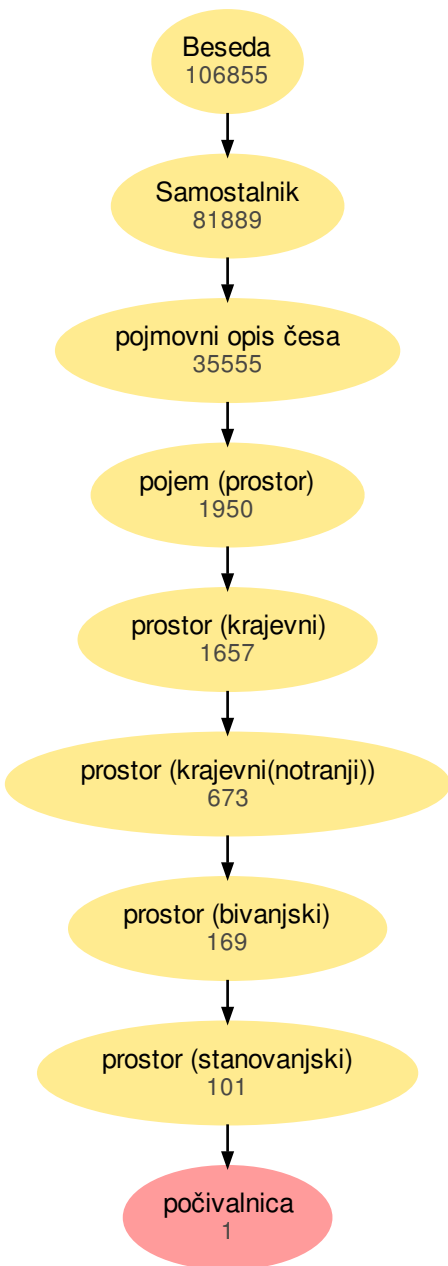 Beseda
106855
Samostalnik
81889
pojmovni opis česa
35555
pojem (prostor)
1950
prostor (krajevni)
1657
prostor (krajevni(notranji))
673
prostor (bivanjski)
169
prostor (stanovanjski)
101
počivalnica
1